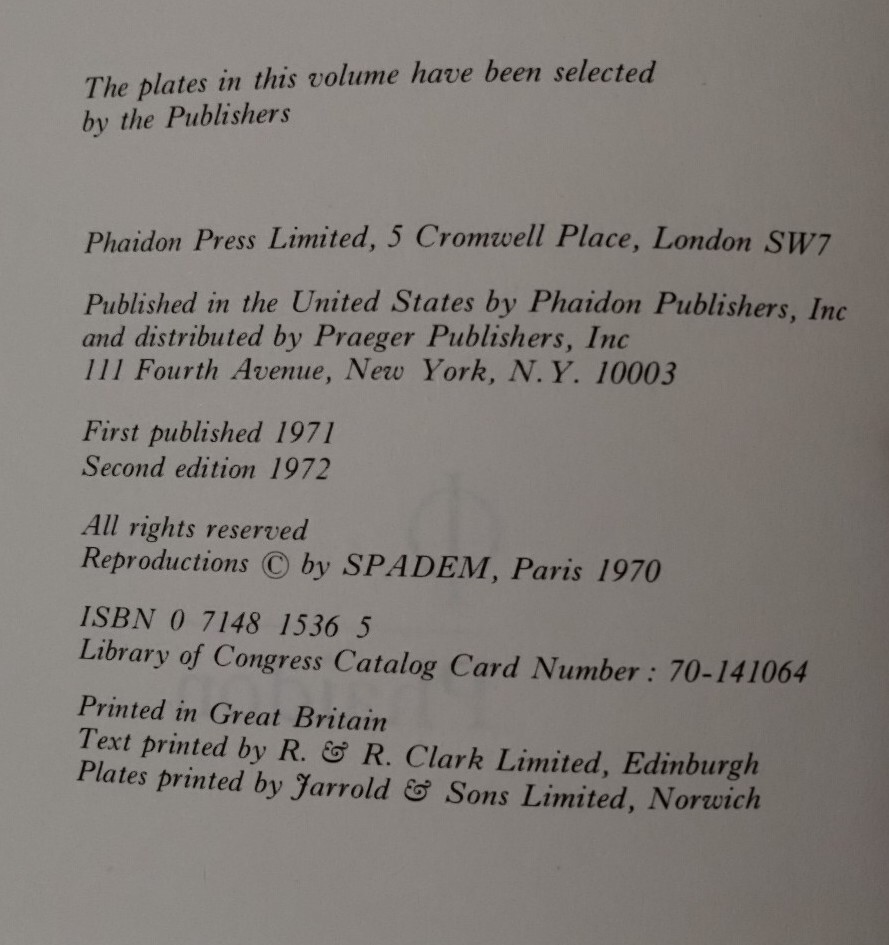 The plates in this volume have been selected
by the Publishers
Phaidon Press Limited, 5 Cromwell Place, London SW7
Published in the United States by Phaidon Publishers, Inc
and distributed by Praeger Publishers, Inc
111 Fourth Avenue, New York, N.Y. 10003
First published 1971
Second edition 1972
All rights reserved
Reproductions © by SPADEM, Paris 1970
ISBN 0 7148 1536 5
Library of Congress Catalog Card Number : 70-141064
Printed in Great Britain
Text printed by R. & R. Clark Limited, Edinburgh
Plates printed by Jarrold & Sons Limited, Norwich